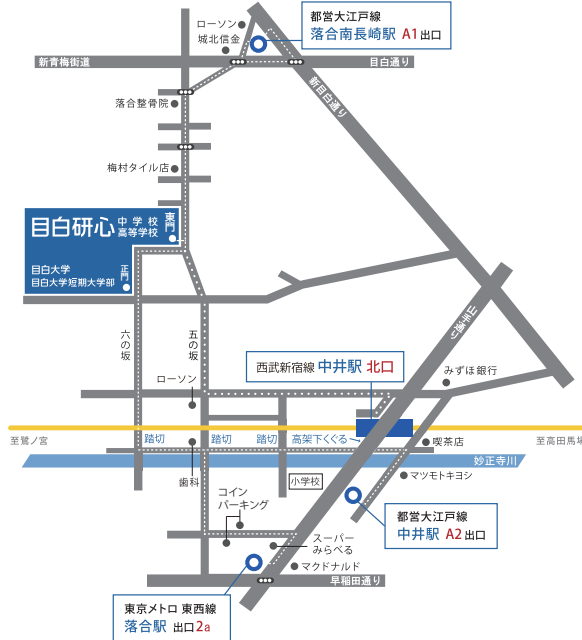 都営大江戸線
落合南長崎駅 A1 出口
ローソン
城北信金
新青梅街道
目白通り
新目白通り
落合整骨院
梅村タイル店
目白研心 中学校 高等学校
東門
目白大学
目白大学短期大学部
正門
六の坂
五の坂
山手通り
西武新宿線 中井駅 北口
みずほ銀行
ローソン
至鷺ノ宮
踏切
踏切
踏切
高架下くぐる
喫茶店
至高田馬場
妙正寺川
歯科
小学校
マツモトキヨシ
コイン
パーキング
都営大江戸線
中井駅 A2 出口
スーパー
みらべる
マクドナルド
早稲田通り
東京メトロ 東西線
落合駅 出口2a